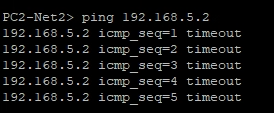 PC2-Net2> ping 192.168.5.2
192.168.5.2 icmp_seq=1 timeout
192.168.5.2 icmp_seq=2 timeout
192.168.5.2 icmp_seq=3 timeout
192.168.5.2 icmp_seq=4 timeout
192.168.5.2 icmp_seq=5 timeout